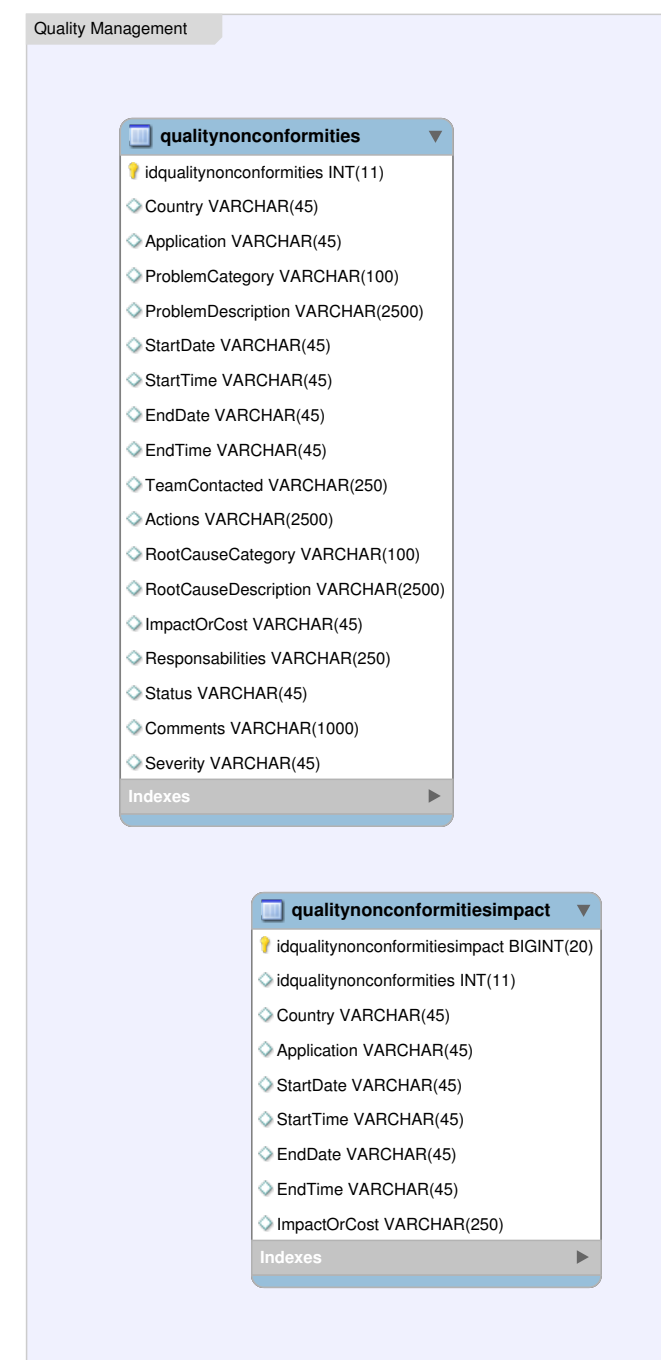 Quality Management
qualitynonconformities
idqualitynonconformities INT(11)
Country VARCHAR(45)
Application VARCHAR(45)
ProblemCategory VARCHAR(100)
ProblemDescription VARCHAR(2500)
StartDate VARCHAR(45)
StartTime VARCHAR(45)
EndDate VARCHAR(45)
EndTime VARCHAR(45)
TeamContacted VARCHAR(250)
Actions VARCHAR(2500)
RootCauseCategory VARCHAR(100)
RootCauseDescription VARCHAR(2500)
ImpactOrCost VARCHAR(45)
Responsabilities VARCHAR(250)
Status VARCHAR(45)
Comments VARCHAR(1000)
Severity VARCHAR(45)
Indexes
qualitynonconformitiesimpact
idqualitynonconformitiesimpact BIGINT(20)
idqualitynonconformities INT(11)
Country VARCHAR(45)
Application VARCHAR(45)
StartDate VARCHAR(45)
StartTime VARCHAR(45)
EndDate VARCHAR(45)
EndTime VARCHAR(45)
ImpactOrCost VARCHAR(250)
Indexes